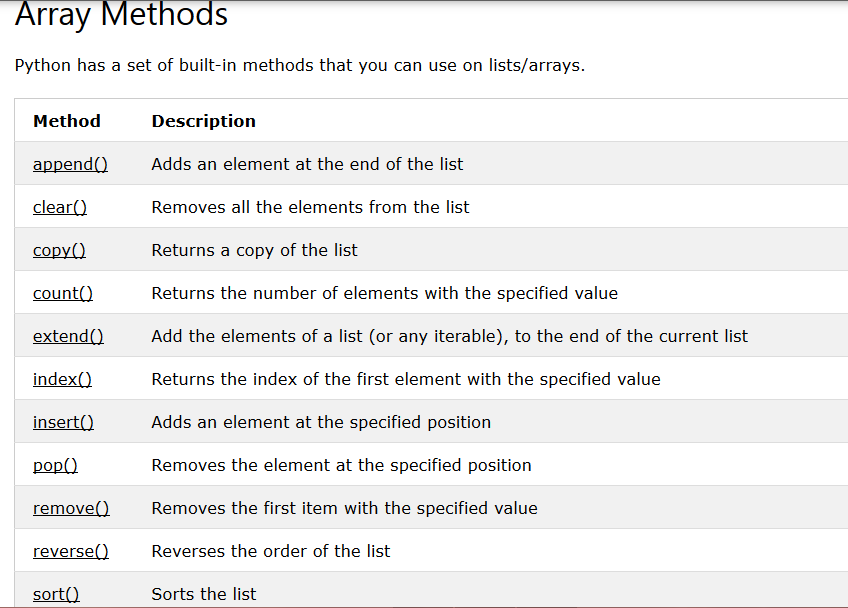 Array Methods
Python has a set of built-in methods that you can use on lists/arrays.
Method Description
append() Adds an element at the end of the list
clear() Removes all the elements from the list
copy() Returns a copy of the list
count() Returns the number of elements with the specified value
extend() Add the elements of a list (or any iterable), to the end of the current list
index() Returns the index of the first element with the specified value
insert() Adds an element at the specified position
pop() Removes the element at the specified position
remove() Removes the first item with the specified value
reverse() Reverses the order of the list
sort() Sorts the list